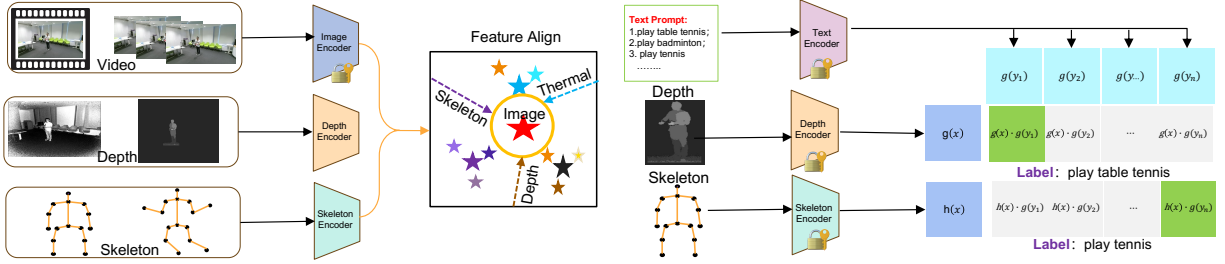 Video
Image
Encoder
Depth
Depth
Encoder
Skeleton
Skeleton
Encoder
Feature Align
Skeleton
Thermal
Image
Depth
Text Prompt:
1.play table tennis;
2.play badminton;
3. play tennis
........
Text
Encoder
g(y₁) g(y₂) g(y...) g(yₙ)
Depth
Depth
Encoder
g(x) g(x)·g(y₁) g(x)·g(y₂) ... g(x)·g(yₙ)
Label: play table tennis
Skeleton
Skeleton
Encoder
h(x) h(x)·g(y₁) h(x)·g(y₂) ... h(x)·g(yₙ)
Label: play tennis